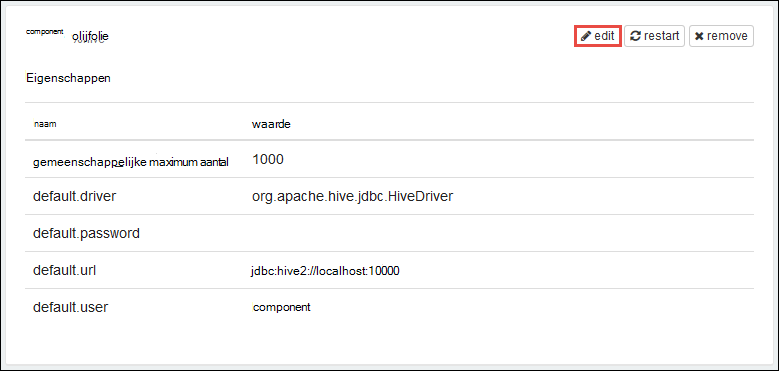 component olijfolie edit restart remove
Eigenschappen
naam waarde
gemeenschappelijke maximum aantal 1000
default.driver org.apache.hive.jdbc.HiveDriver
default.password
default.url jdbc:hive2://localhost:10000
default.user component